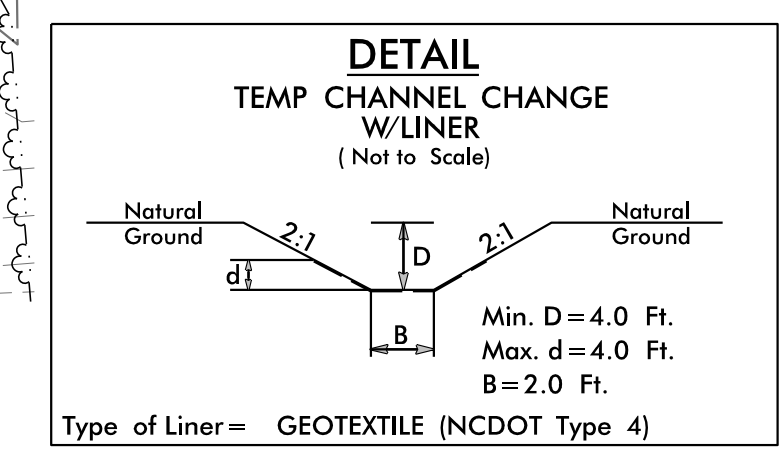 DETAIL
TEMP CHANNEL CHANGE
W/LINER
( Not to Scale)
Natural
Ground
2:1
D
2:1
Natural
Ground
d
B
Min. D=4.0 Ft.
Max. d=4.0 Ft.
B=2.0 Ft.
Type of Liner= GEOTEXTILE (NCDOT Type 4)